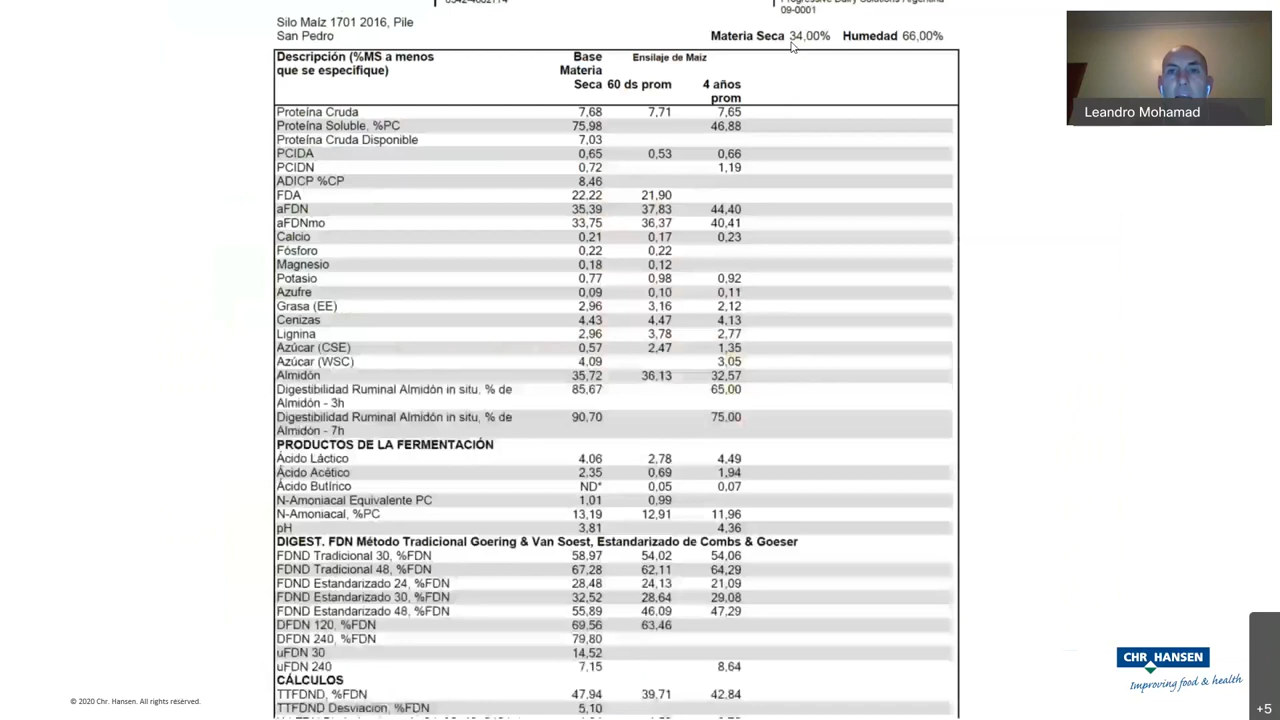 09-0001
Silo Maíz 1701 2016, Pile
San Pedro
Materia Seca 34,00% Humedad 66,00%
Descripción (%MS a menos que se especifique) Base Materia Seca Ensilaje de Maiz 60 ds prom 4 años prom
Proteína Cruda 7,68 7,71 7,65
Proteína Soluble, %PC 75,98 46,88
Proteína Cruda Disponible 7,03
PCIDA 0,65 0,53 0,66
PCIDN 0,72 1,19
ADICP %CP 8,46
FDA 22,22 21,90
aFDN 35,39 37,83 44,40
aFDNmo 33,75 36,37 40,41
Calcio 0,21 0,17 0,23
Fósforo 0,22 0,22
Magnesio 0,18 0,12
Potasio 0,77 0,98 0,92
Azufre 0,09 0,10 0,11
Grasa (EE) 2,96 3,16 2,12
Cenizas 4,43 4,47 4,13
Lignina 2,96 3,78 2,77
Azúcar (CSE) 0,57 2,47 1,35
Azúcar (WSC) 4,09 3,05
Almidón 35,72 36,13 32,57
Digestibilidad Ruminal Almidón in situ, % de 85,67 65,00
Almidón - 3h
Digestibilidad Ruminal Almidón in situ, % de 90,70 75,00
Almidón - 7h
PRODUCTOS DE LA FERMENTACIÓN
Ácido Láctico 4,06 2,78 4,49
Ácido Acético 2,35 0,69 1,94
Ácido Butírico ND* 0,05 0,07
N-Amoniacal Equivalente PC 1,01 0,99
N-Amoniacal, %PC 13,19 12,91 11,96
pH 3,81 4,36
DIGEST. FDN Método Tradicional Goering & Van Soest, Estandarizado de Combs & Goeser
FDND Tradicional 30, %FDN 58,97 54,02 54,06
FDND Tradicional 48, %FDN 67,28 62,11 64,29
FDND Estandarizado 24, %FDN 28,48 24,13 21,09
FDND Estandarizado 30, %FDN 32,52 28,64 29,08
FDND Estandarizado 48, %FDN 55,89 46,09 47,29
DFDN 120, %FDN 69,56 63,46
DFDN 240, %FDN 79,80
uFDN 30 14,52
uFDN 240 7,15 8,64
CÁLCULOS
TTFDND, %FDN 47,94 39,71 42,84
TTFDND Desviacion, %FDN 5,10
Leandro Mohamad
CHR HANSEN
Improving food & health
© 2020 Chr. Hansen. All rights reserved.
+5